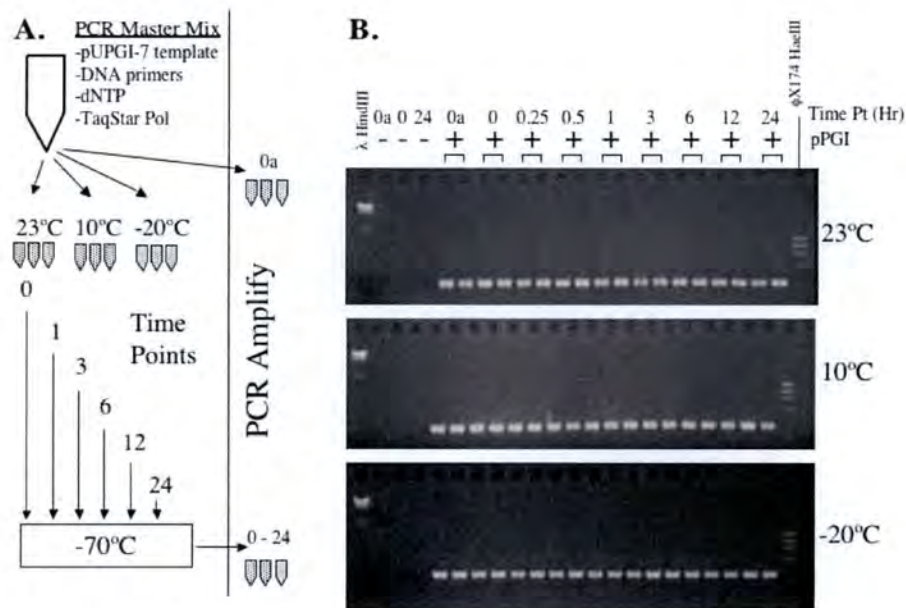 A.
PCR Master Mix
-pUPGI-7 template
-DNA primers
-dNTP
-TaqStar Pol
0a
23°C 10°C -20°C
0
1
3
6
12
24
Time
Points
-70°C
0 - 24
PCR Amplify
B.
λ HindIII
0a 0 24 0a 0 0.25 0.5 1 3 6 12 24 Time Pt (Hr)
- - - + + + + + + + + + pPGI
φX174 HaeIII
23°C
10°C
-20°C